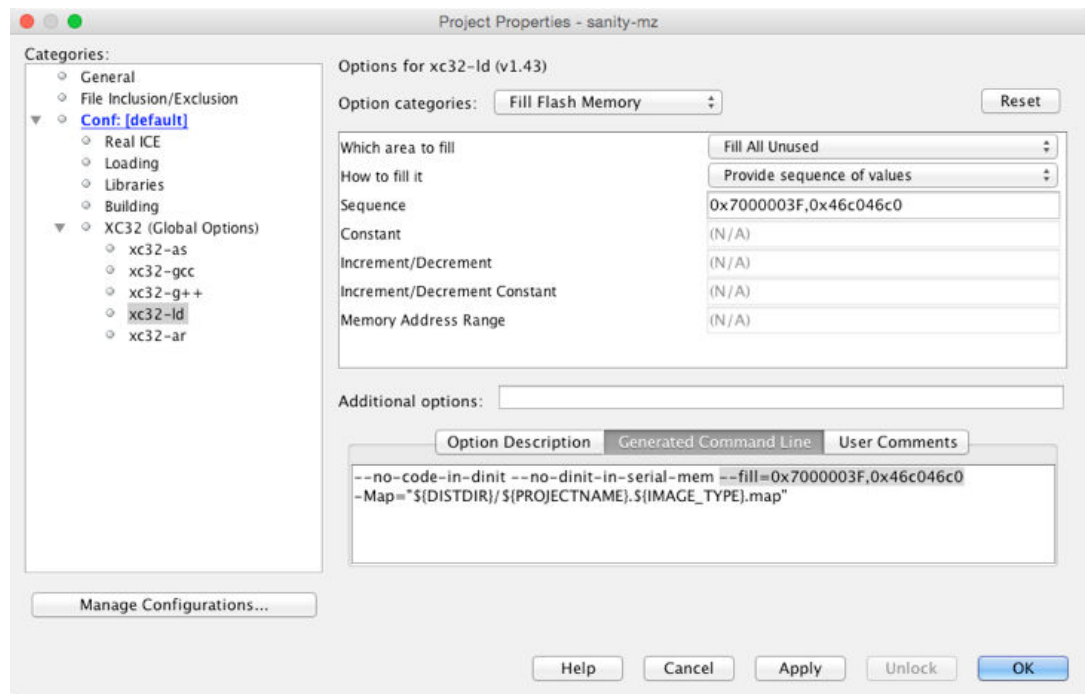 Project Properties - sanity-mz
Categories:
General
File Inclusion/Exclusion
Conf: [default]
Real ICE
Loading
Libraries
Building
XC32 (Global Options)
xc32-as
xc32-gcc
xc32-g++
xc32-ld
xc32-ar
Manage Configurations...
Options for xc32-ld (v1.43)
Option categories: Fill Flash Memory Reset
Which area to fill Fill All Unused
How to fill it Provide sequence of values
Sequence 0x7000003F,0x46c046c0
Constant (N/A)
Increment/Decrement (N/A)
Increment/Decrement Constant (N/A)
Memory Address Range (N/A)
Additional options:
Option Description Generated Command Line User Comments
--no-code-in-dinit --no-dinit-in-serial-mem --fill=0x7000003F,0x46c046c0
-Map="${DISTDIR}/${PROJECTNAME}.${IMAGE_TYPE}.map"
Help Cancel Apply Unlock OK